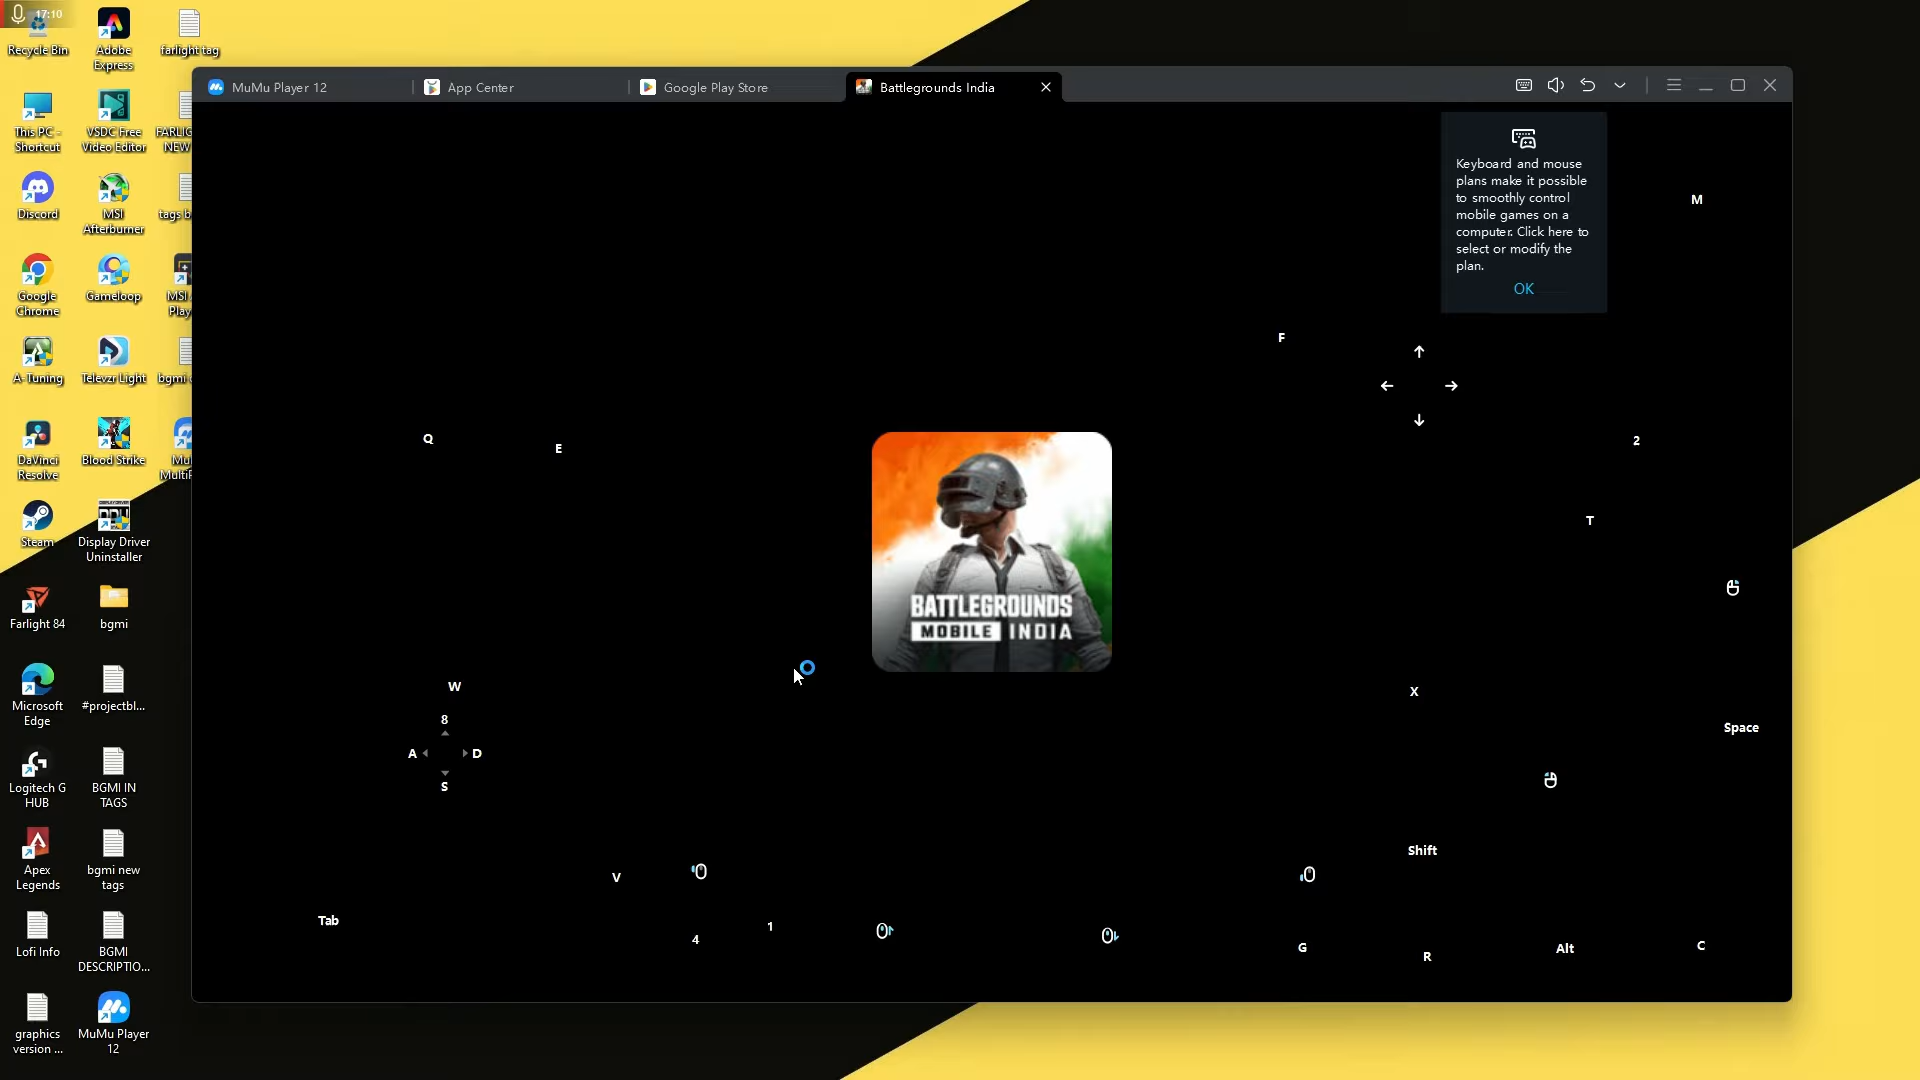 17:10
Recycle Bin
Adobe
Express
farlight tag
This PC -
Shortcut
VSDC Free
Video Editor
NEW
Discord
MSI
Afterburner
tags b
Google
Chrome
Gameloop
MSI
Play
A-Tuning
Televzr Light
bgmi
DaVinci
Resolve
Blood Strike
Steam
Display Driver
Uninstaller
Farlight 84
bgmi
Microsoft
Edge
#projectbl...
Logitech G
HUB
BGMI IN
TAGS
Apex
Legends
bgmi new
tags
Lofi Info
BGMI
DESCRIPTIO...
graphics
version ...
MuMu Player
12
MuMu Player 12
App Center
Google Play Store
Battlegrounds India
Keyboard and mouse
plans make it possible
to smoothly control
mobile games on a
computer. Click here to
select or modify the
plan.
OK
M
F
Q
E
2
T
BATTLEGROUNDS
MOBILE INDIA
W
8
A
D
S
X
Space
Shift
V
Tab
4
1
G
R
Alt
C